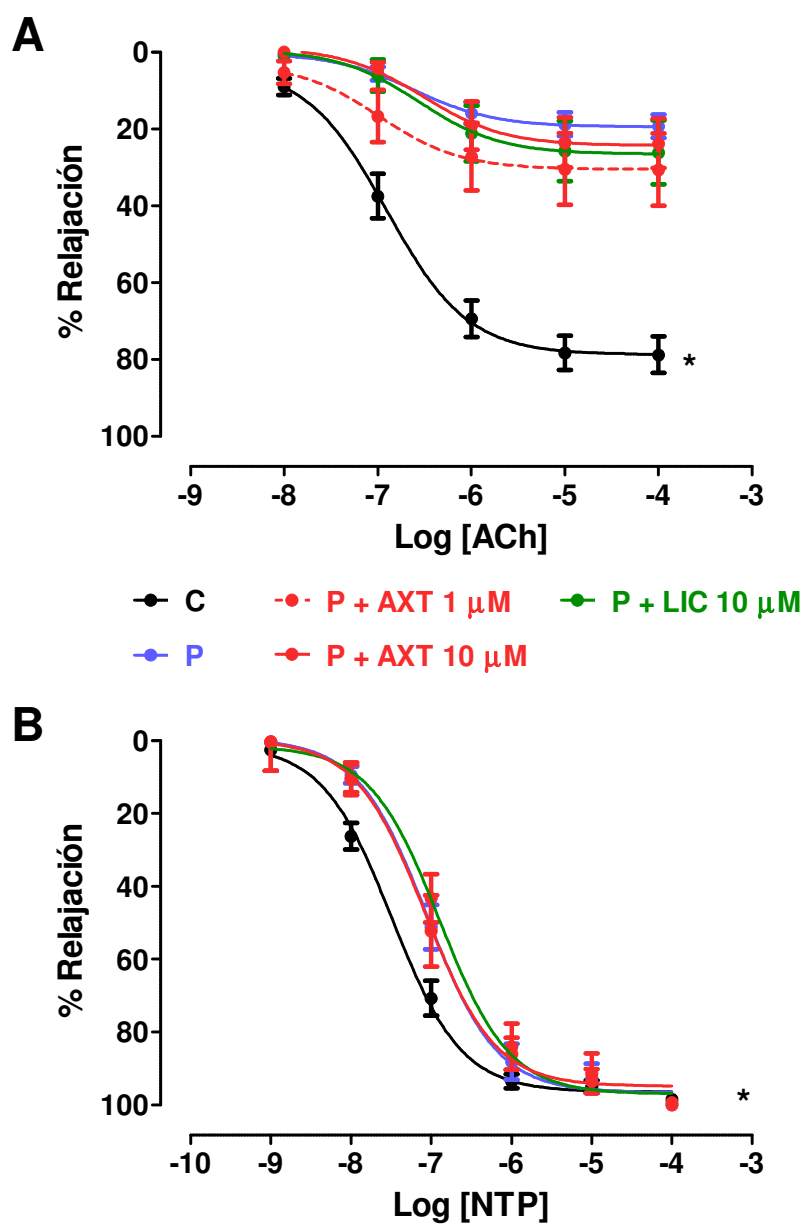 A
0
20
40
60
80
100
% Relajación
*
-9 -8 -7 -6 -5 -4 -3
Log [ACh]
C P + AXT 1 μM P + LIC 10 μM
P P + AXT 10 μM
B
0
20
40
60
80
100
% Relajación
*
-10 -9 -8 -7 -6 -5 -4 -3
Log [NTP]